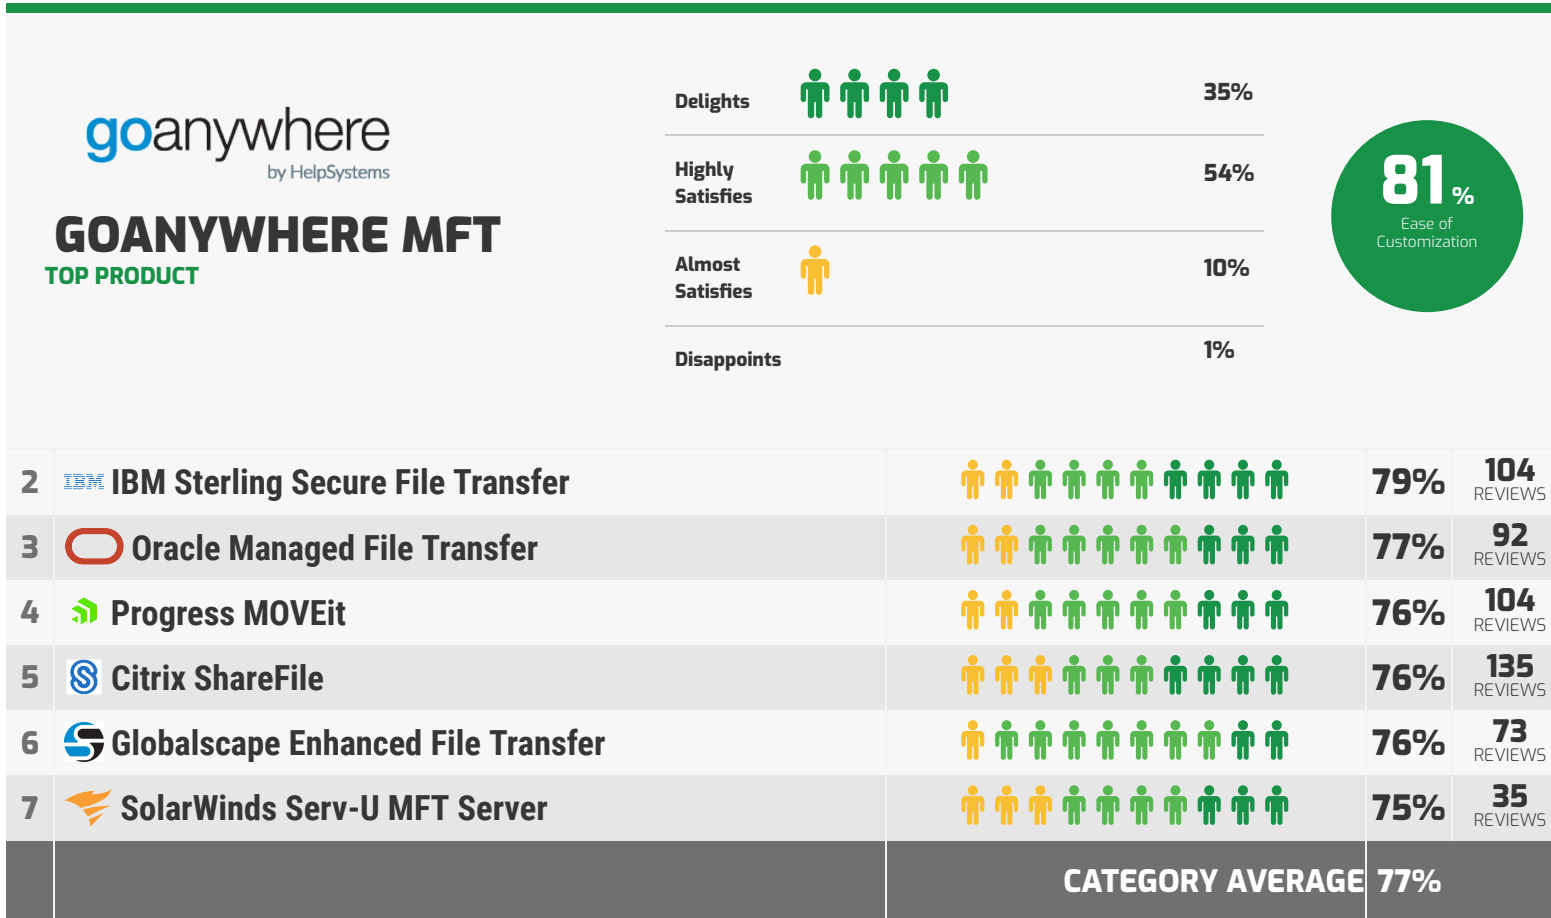 goanywhere
by HelpSystems
GOANYWHERE MFT
TOP PRODUCT
Delights 35%
Highly
Satisfies 54%
Almost
Satisfies 10%
Disappoints 1%
81%
Ease of
Customization
2 IBM IBM Sterling Secure File Transfer 79% 104
REVIEWS
3 Oracle Managed File Transfer 77% 92
REVIEWS
4 Progress MOVEit 76% 104
REVIEWS
5 Citrix ShareFile 76% 135
REVIEWS
6 Globalscape Enhanced File Transfer 76% 73
REVIEWS
7 SolarWinds Serv-U MFT Server 75% 35
REVIEWS
CATEGORY AVERAGE 77%